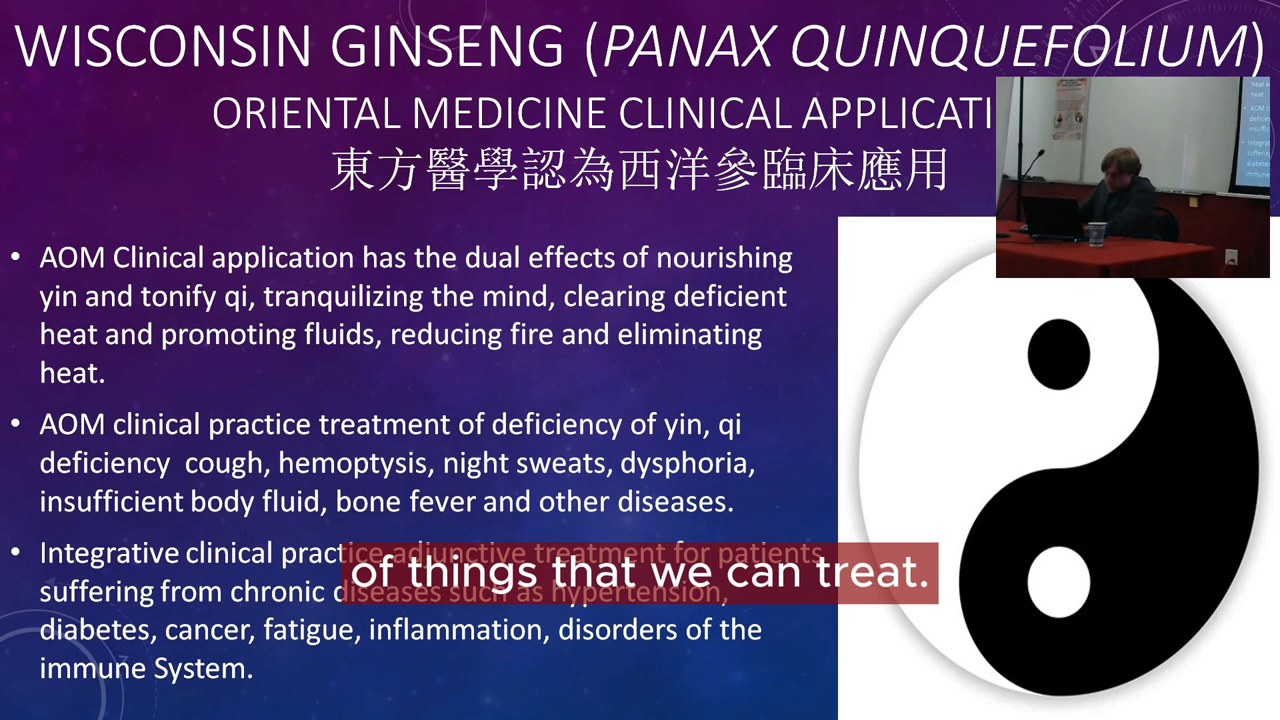 WISCONSIN GINSENG (PANAX QUINQUEFOLIUM)
ORIENTAL MEDICINE CLINICAL APPLICATI
東方醫學認為西洋參臨床應用
• AOM Clinical application has the dual effects of nourishing
yin and tonify qi, tranquilizing the mind, clearing deficient
heat and promoting fluids, reducing fire and eliminating
heat.
• AOM clinical practice treatment of deficiency of yin, qi
deficiency cough, hemoptysis, night sweats, dysphoria,
insufficient body fluid, bone fever and other diseases.
• Integrative clinical practice adjunctive treatment for patients
suffering from chronic diseases such as hypertension,
diabetes, cancer, fatigue, inflammation, disorders of the
immune System.
of things that we can treat.